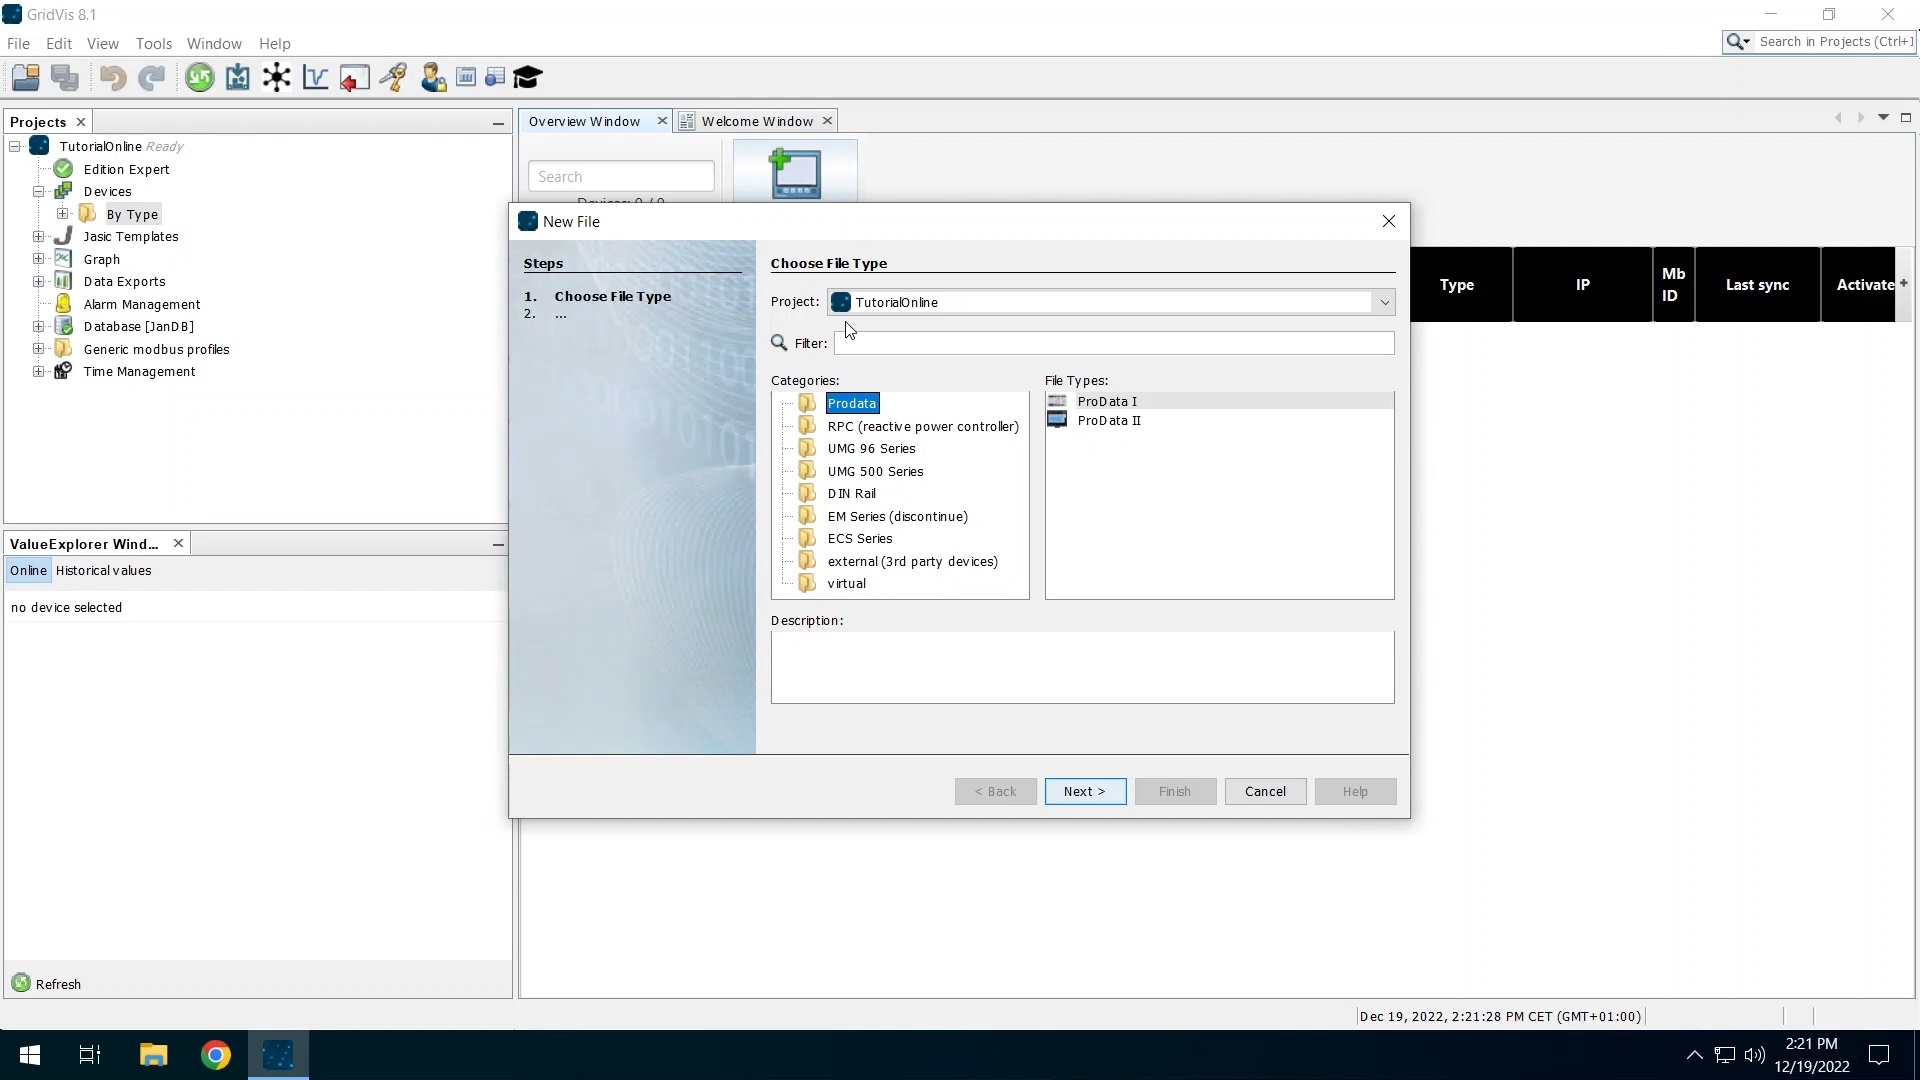 GridVis 8.1
File Edit View Tools Window Help
Search in Projects (Ctrl+I
Projects
TutorialOnline Ready
Edition Expert
Devices
By Type
Jasic Templates
Graph
Data Exports
Alarm Management
Database [JanDB]
Generic modbus profiles
Time Management
ValueExplorer Wind...
Online Historical values
no device selected
Refresh
Overview Window
Welcome Window
Search
Type
IP
Mb
ID
Last sync
Activate
New File
Steps
1. Choose File Type
2. ...
Choose File Type
Project: TutorialOnline
Filter:
Categories:
Prodata
RPC (reactive power controller)
UMG 96 Series
UMG 500 Series
DIN Rail
EM Series (discontinue)
ECS Series
external (3rd party devices)
virtual
File Types:
ProData I
ProData II
Description:
< Back Next > Finish Cancel Help
Dec 19, 2022, 2:21:28 PM CET (GMT+01:00)
2:21 PM
12/19/2022